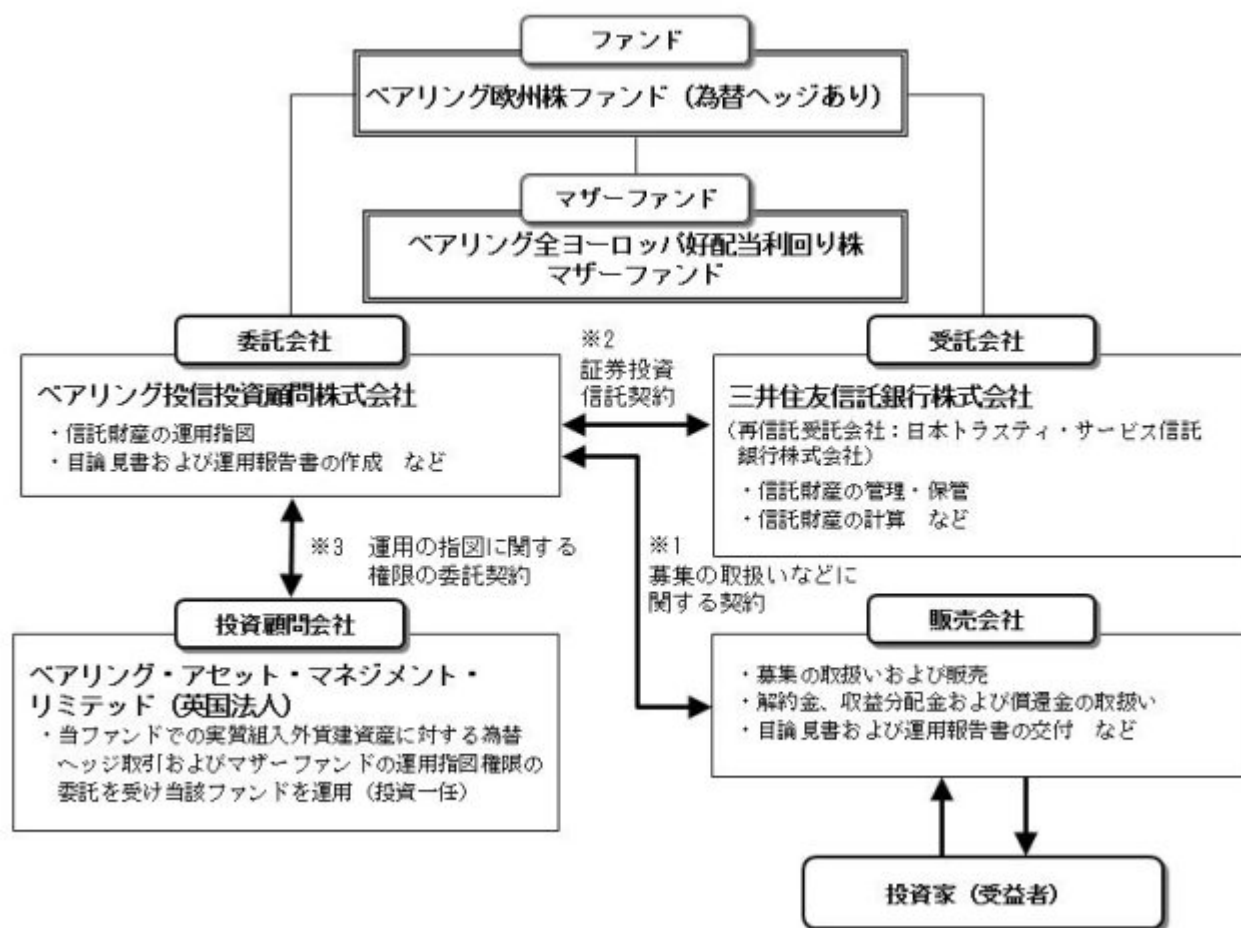 ファンド
ベアリング欧州株ファンド（為替ヘッジあり）
マザーファンド
ベアリング全ヨーロッパ好配当利回り株
マザーファンド
委託会社
ベアリング投信投資顧問株式会社
・信託財産の運用指図
・目論見書および運用報告書の作成　など
※2
証券投資
信託契約
受託会社
三井住友信託銀行株式会社
（再信託受託会社：日本トラスティ・サービス信託
銀行株式会社）
・信託財産の管理・保管
・信託財産の計算　など
※3　運用の指図に関する
権限の委託契約
※1
募集の取扱いなどに
関する契約
投資顧問会社
ベアリング・アセット・マネジメント・
リミテッド（英国法人）
・当ファンドでの実質組入外貨建資産に対する為替
ヘッジ取引およびマザーファンドの運用指図権限の
委託を受け当該ファンドを運用（投資一任）
販売会社
・募集の取扱いおよび販売
・解約金、収益分配金および償還金の取扱い
・目論見書および運用報告書の交付　など
投資家（受益者）